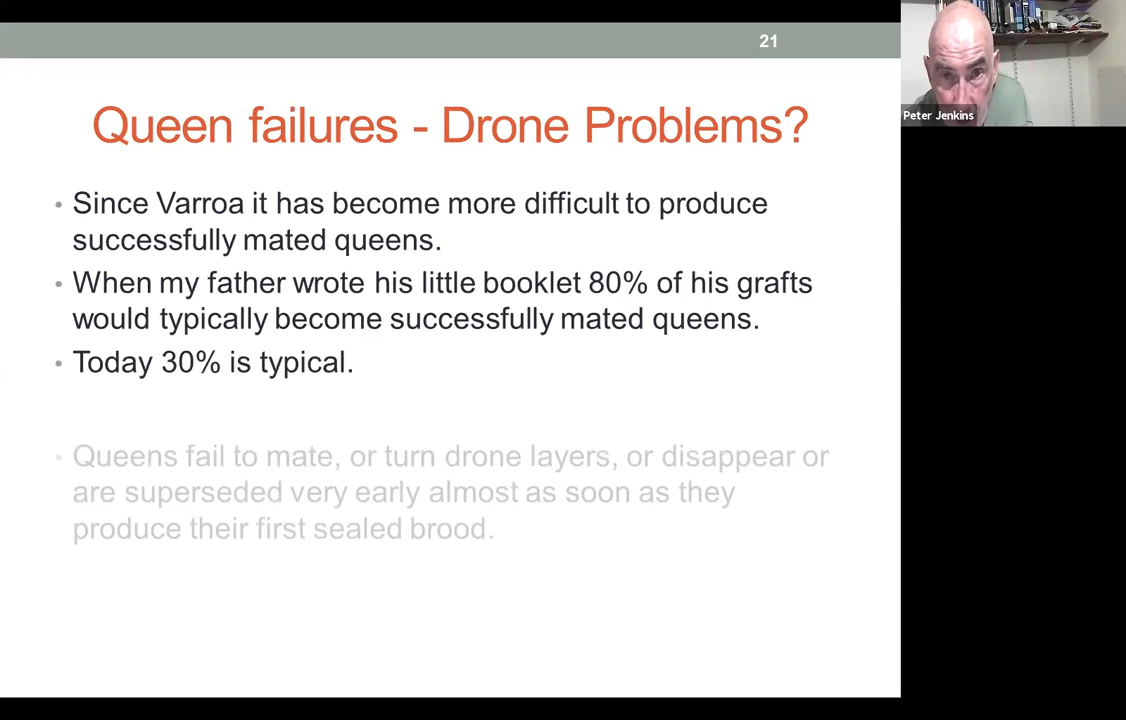 21
Queen failures - Drone Problems?
• Since Varroa it has become more difficult to produce
successfully mated queens.
• When my father wrote his little booklet 80% of his grafts
would typically become successfully mated queens.
• Today 30% is typical.
• Queens fail to mate, or turn drone layers, or disappear or
are superseded very early almost as soon as they
produce their first sealed brood.
Peter Jenkins